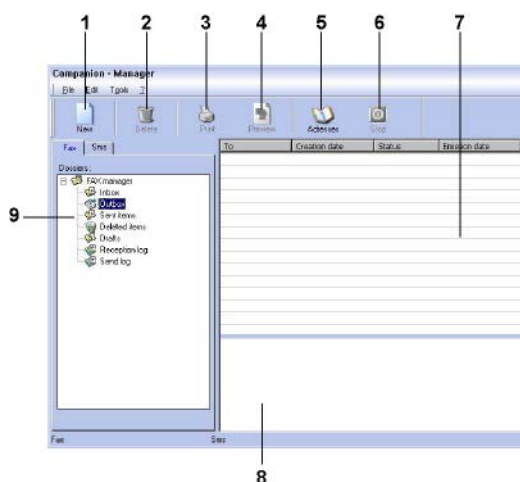 1 2 3 4 5 6 7
Companion - Manager
File Edit Tools ?
New Delete Print Preview Adresses Stop
Fax Sms
To Creation date Status Emission date
Dossiers:
FAX manager
Inbox
Outbox
9
Sent items
Deleted items
Drafts
Reception log
Send log
Fax Sms
8